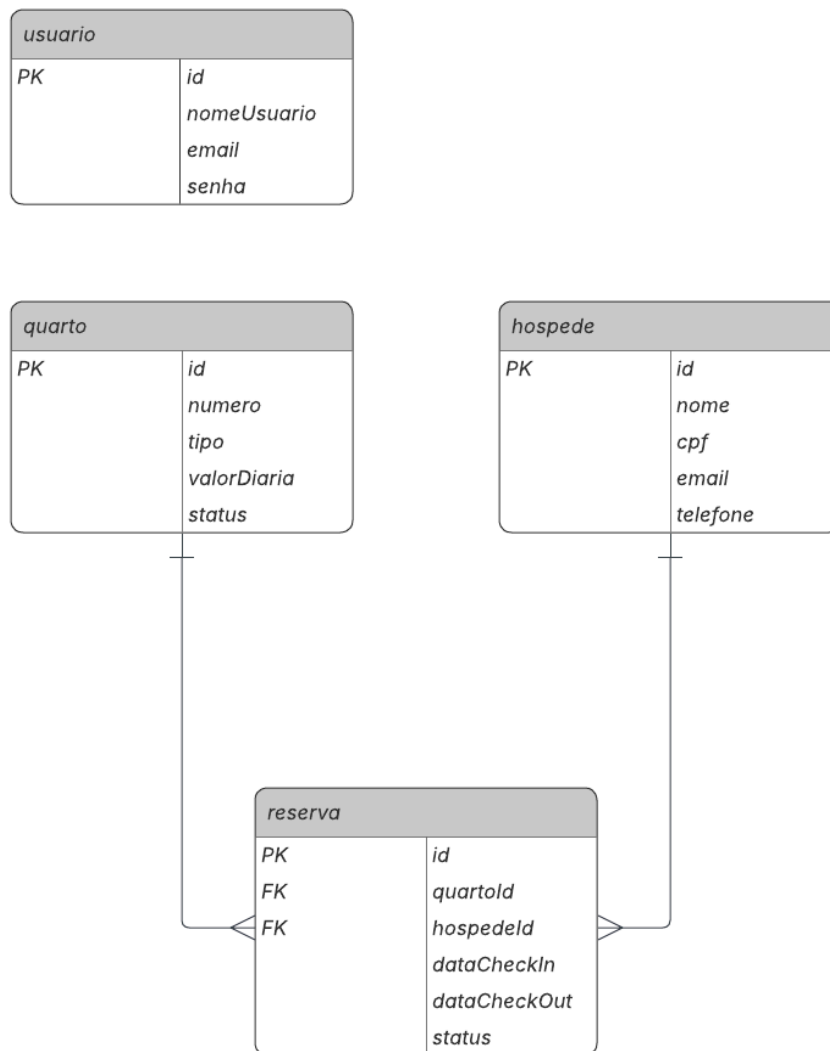 usuario
PK id
nomeUsuario
email
senha
quarto
PK id
numero
tipo
valorDiaria
status
hospede
PK id
nome
cpf
email
telefone
reserva
PK id
FK quartoId
FK hospedeId
dataCheckIn
dataCheckOut
status